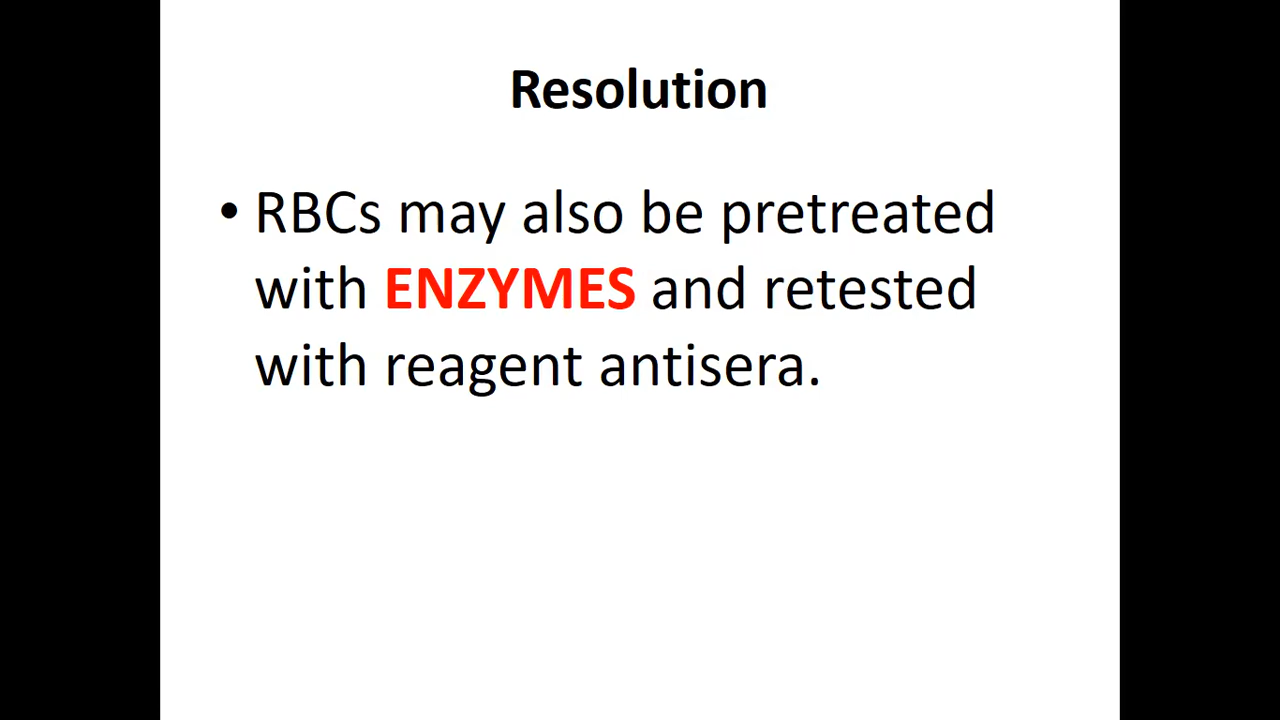 Resolution
• RBCs may also be pretreated
with ENZYMES and retested
with reagent antisera.